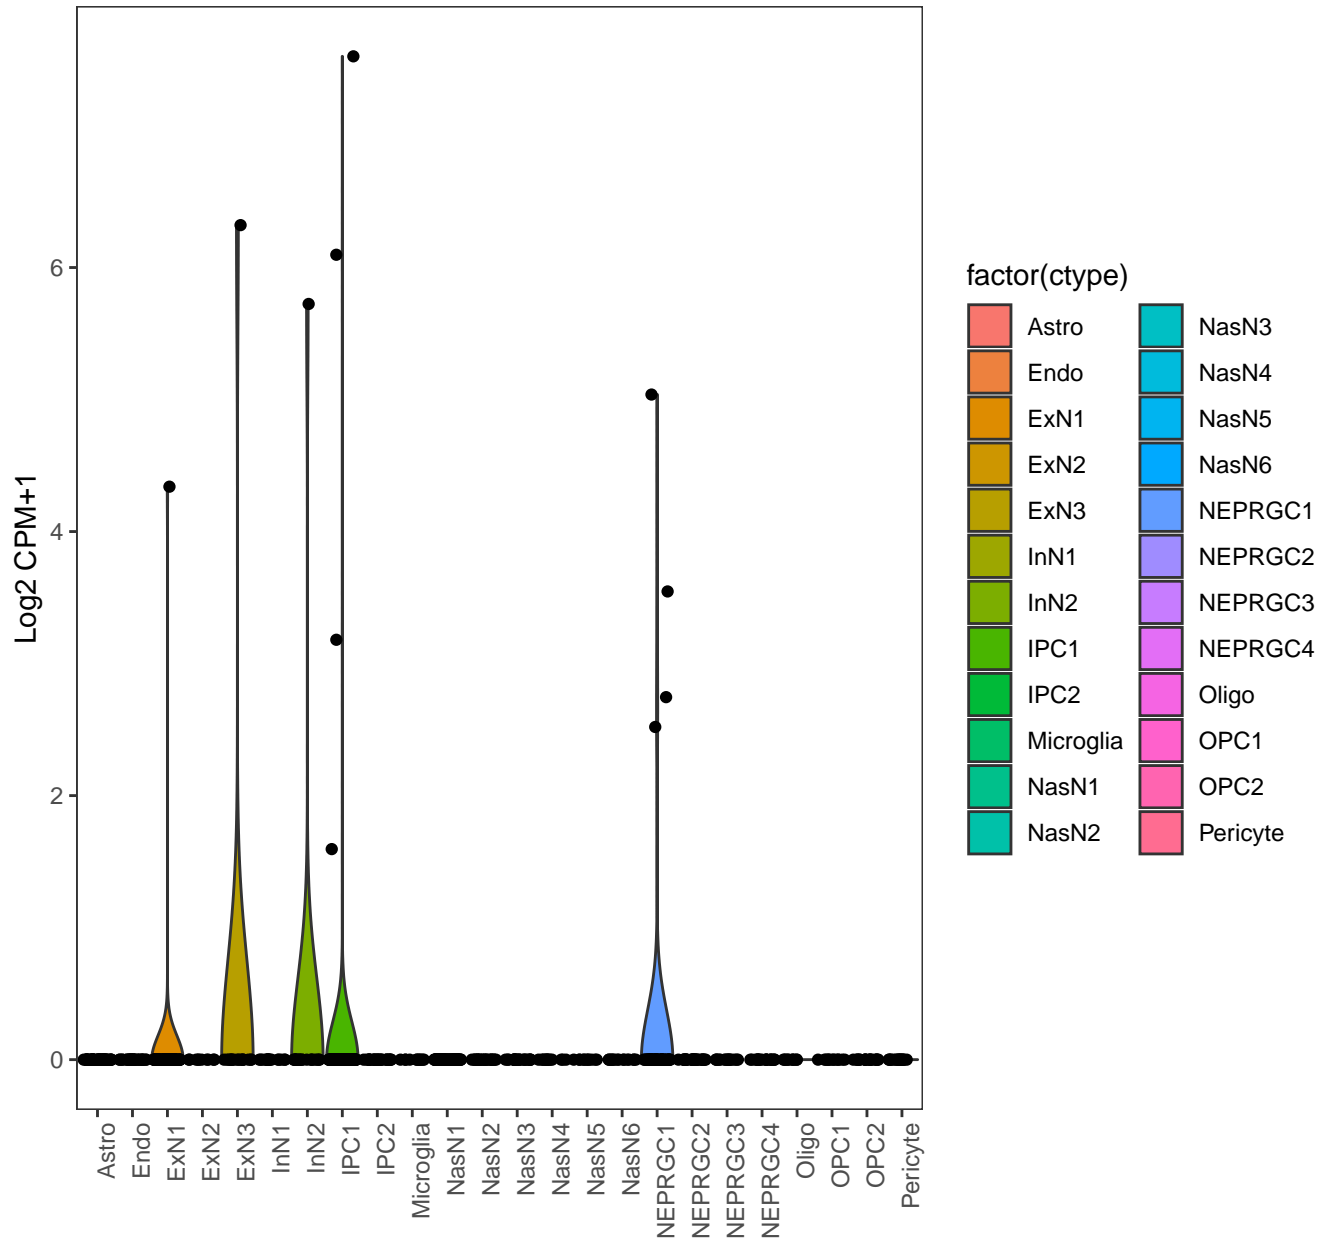 Log2 CPM+1
6
4
2
0
Astro
Endo
ExN1
ExN2
ExN3
InN1
InN2
IPC1
IPC2
Microglia
NasN1
NasN2
NasN3
NasN4
NasN5
NasN6
NEPRGC1
NEPRGC2
NEPRGC3
NEPRGC4
Oligo
OPC1
OPC2
Pericyte
factor(ctype)
Astro
Endo
ExN1
ExN2
ExN3
InN1
InN2
IPC1
IPC2
Microglia
NasN1
NasN2
NasN3
NasN4
NasN5
NasN6
NEPRGC1
NEPRGC2
NEPRGC3
NEPRGC4
Oligo
OPC1
OPC2
Pericyte